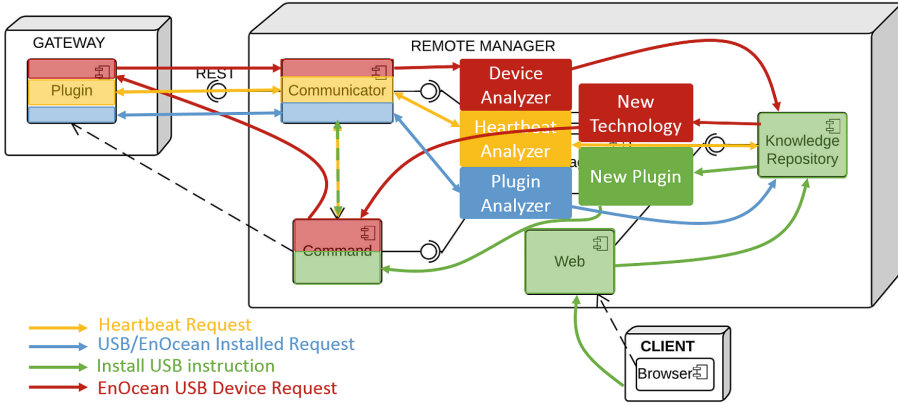 GATEWAY
Plugin
REST
REMOTE MANAGER
Communicator
Device
Analyzer
Heartbeat
Analyzer
Plugin
Analyzer
New
Technology
New Plugin
Knowledge
Repository
Command
Web
CLIENT
Browser
Heartbeat Request
USB/EnOcean Installed Request
Install USB instruction
EnOcean USB Device Request